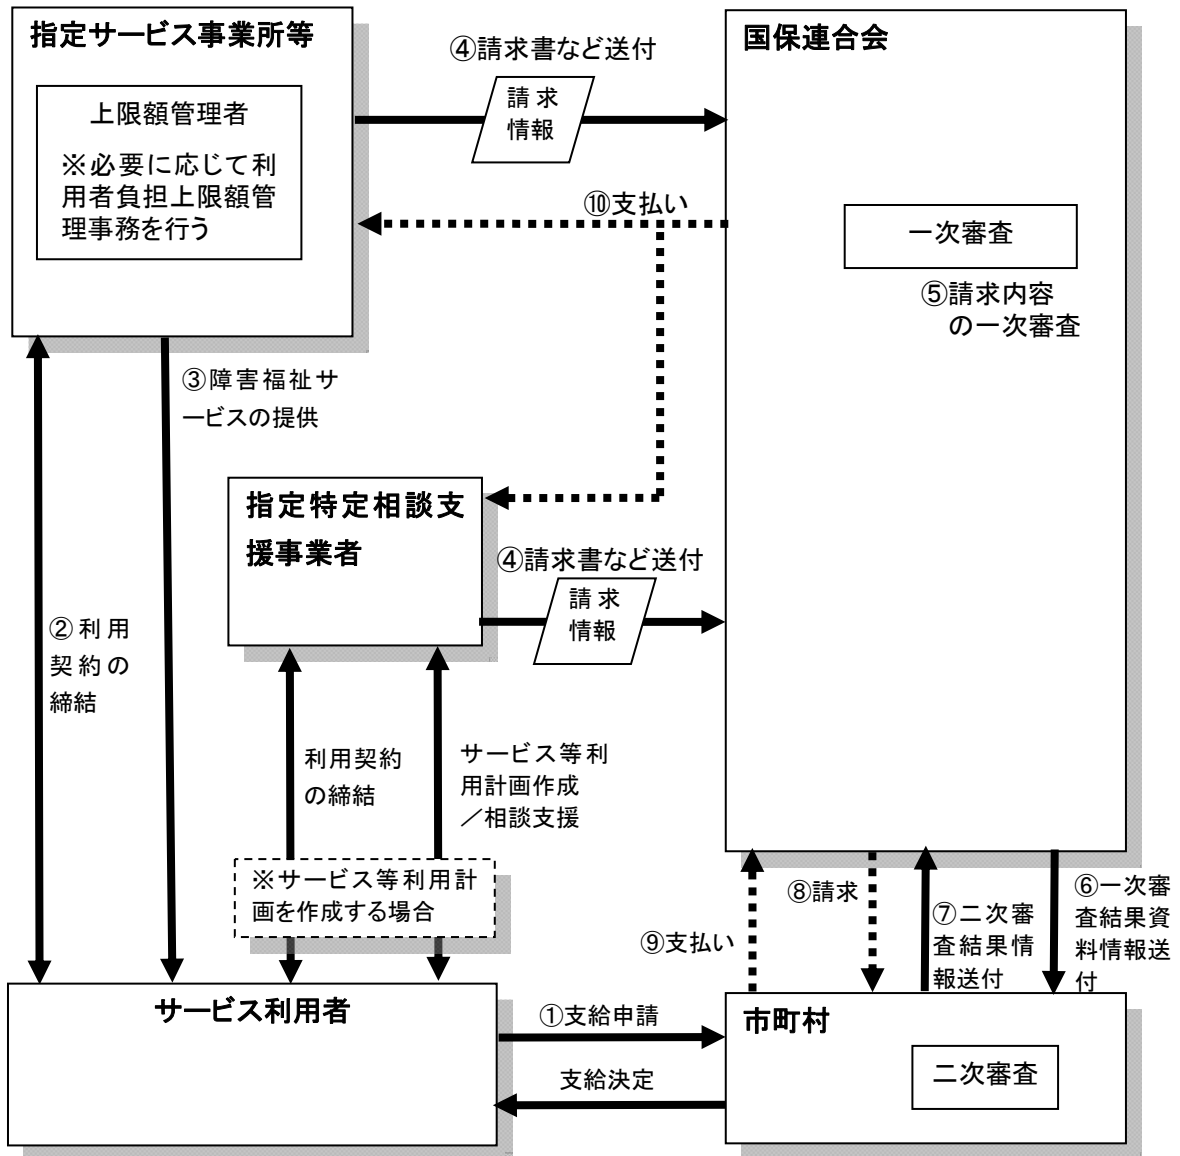 指定サービス事業所等
上限額管理者
※必要に応じて利
用者負担上限額管
理事務を行う
④請求書など送付
請求
情報
国保連合会
⑩支払い
一次審査
⑤請求内容
の一次審査
③障害福祉サ
ービスの提供
指定特定相談支
援事業者
④請求書など送付
請求
情報
②利用
契約の
締結
利用契約
の締結
サービス等利
用計画作成
／相談支援
※サービス等利用計
画を作成する場合
⑨支払い
⑧請求
⑦二次審
査結果情
報送付
⑥一次審
査結果資
料情報送
付
サービス利用者
①支給申請
支給決定
市町村
二次審査